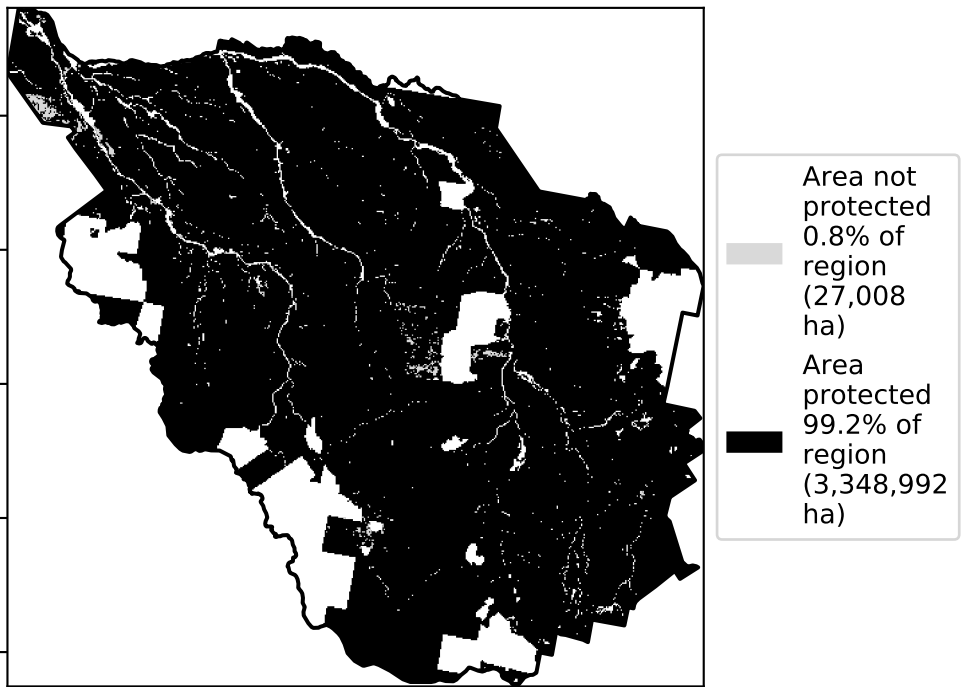 Area not
protected
0.8% of
region
(27,008
ha)
Area
protected
99.2% of
region
(3,348,992
ha)